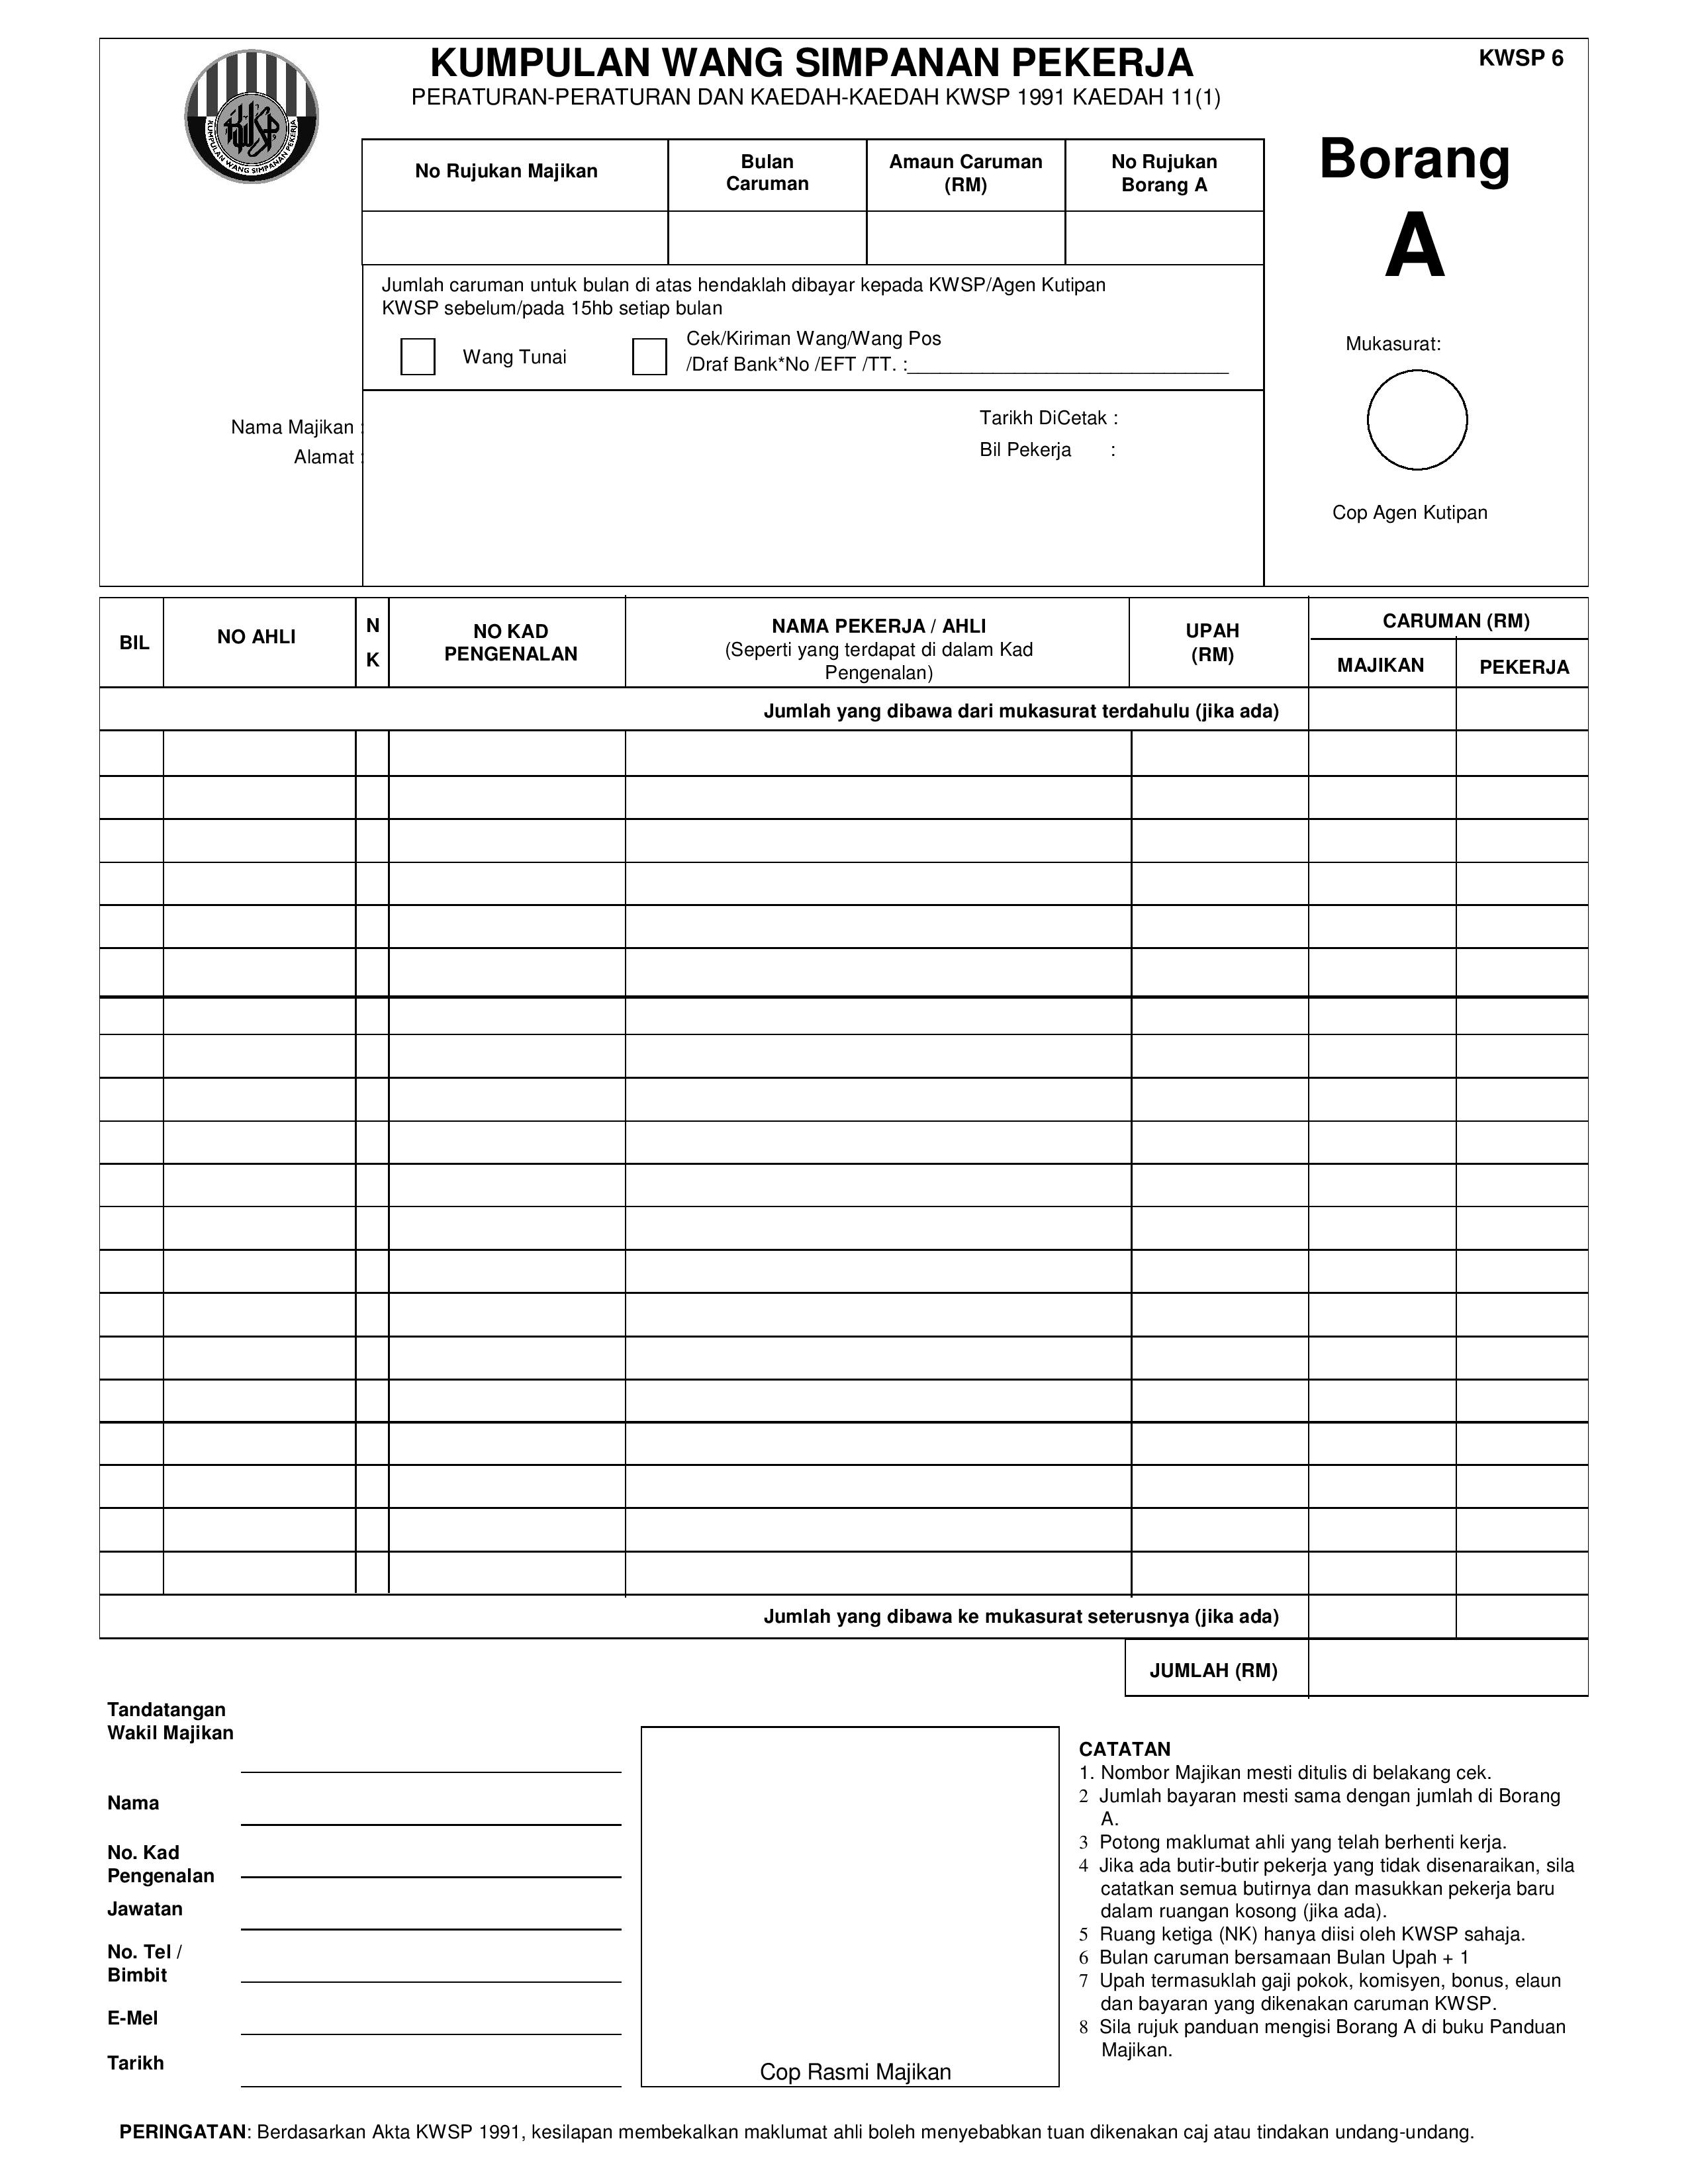 KUMPULAN WANG SIMPANAN PEKERJA
KWSP 6
PERATURAN-PERATURAN DAN KAEDAH-KAEDAH KWSP 1991 KAEDAH 11(1)
KUMPULAN WANG SIMPANAN PEKERJA
Borang
A
No Rujukan Majikan
Bulan
Caruman
Amaun Caruman
(RM)
No Rujukan
Borang A
Jumlah caruman untuk bulan di atas hendaklah dibayar kepada KWSP/Agen Kutipan
KWSP sebelum/pada 15hb setiap bulan
Wang Tunai
Cek/Kiriman Wang/Wang Pos
/Draf Bank*No /EFT /TT. :
Mukasurat:
Nama Majikan :
Alamat :
Tarikh DiCetak :
Bil Pekerja :
Cop Agen Kutipan
BIL
NO AHLI
N
K
NO KAD
PENGENALAN
NAMA PEKERJA / AHLI
(Seperti yang terdapat di dalam Kad
Pengenalan)
UPAH
(RM)
CARUMAN (RM)
MAJIKAN
PEKERJA
Jumlah yang dibawa dari mukasurat terdahulu (jika ada)
Jumlah yang dibawa ke mukasurat seterusnya (jika ada)
JUMLAH (RM)
Tandatangan
Wakil Majikan
Nama
No. Kad
Pengenalan
Jawatan
No. Tel /
Bimbit
E-Mel
Tarikh
Cop Rasmi Majikan
CATATAN
1. Nombor Majikan mesti ditulis di belakang cek.
2 Jumlah bayaran mesti sama dengan jumlah di Borang
A.
3 Potong maklumat ahli yang telah berhenti kerja.
4 Jika ada butir-butir pekerja yang tidak disenaraikan, sila
catatkan semua butirnya dan masukkan pekerja baru
dalam ruangan kosong (jika ada).
5 Ruang ketiga (NK) hanya diisi oleh KWSP sahaja.
6 Bulan caruman bersamaan Bulan Upah + 1
7 Upah termasuklah gaji pokok, komisyen, bonus, elaun
dan bayaran yang dikenakan caruman KWSP.
8 Sila rujuk panduan mengisi Borang A di buku Panduan
Majikan.
PERINGATAN: Berdasarkan Akta KWSP 1991, kesilapan membekalkan maklumat ahli boleh menyebabkan tuan dikenakan caj atau tindakan undang-undang.